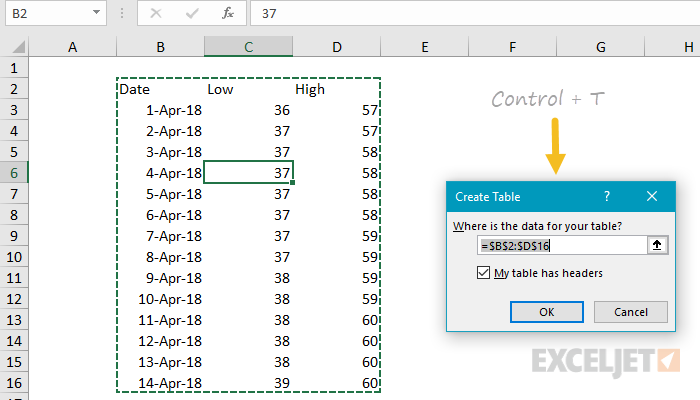 B2 37
A B C D E F G H
1
2 Date Low High
3 1-Apr-18 36 57
4 2-Apr-18 37 57
5 3-Apr-18 37 58
6 4-Apr-18 37 58
7 5-Apr-18 37 58
8 6-Apr-18 37 58
9 7-Apr-18 37 59
10 8-Apr-18 37 59
11 9-Apr-18 38 59
12 10-Apr-18 38 59
13 11-Apr-18 38 60
14 12-Apr-18 38 60
15 13-Apr-18 38 60
16 14-Apr-18 39 60
17
Control + T
Create Table ?
Where is the data for your table?
=$B$2:$D$16
My table has headers
OK Cancel
EXCELJET